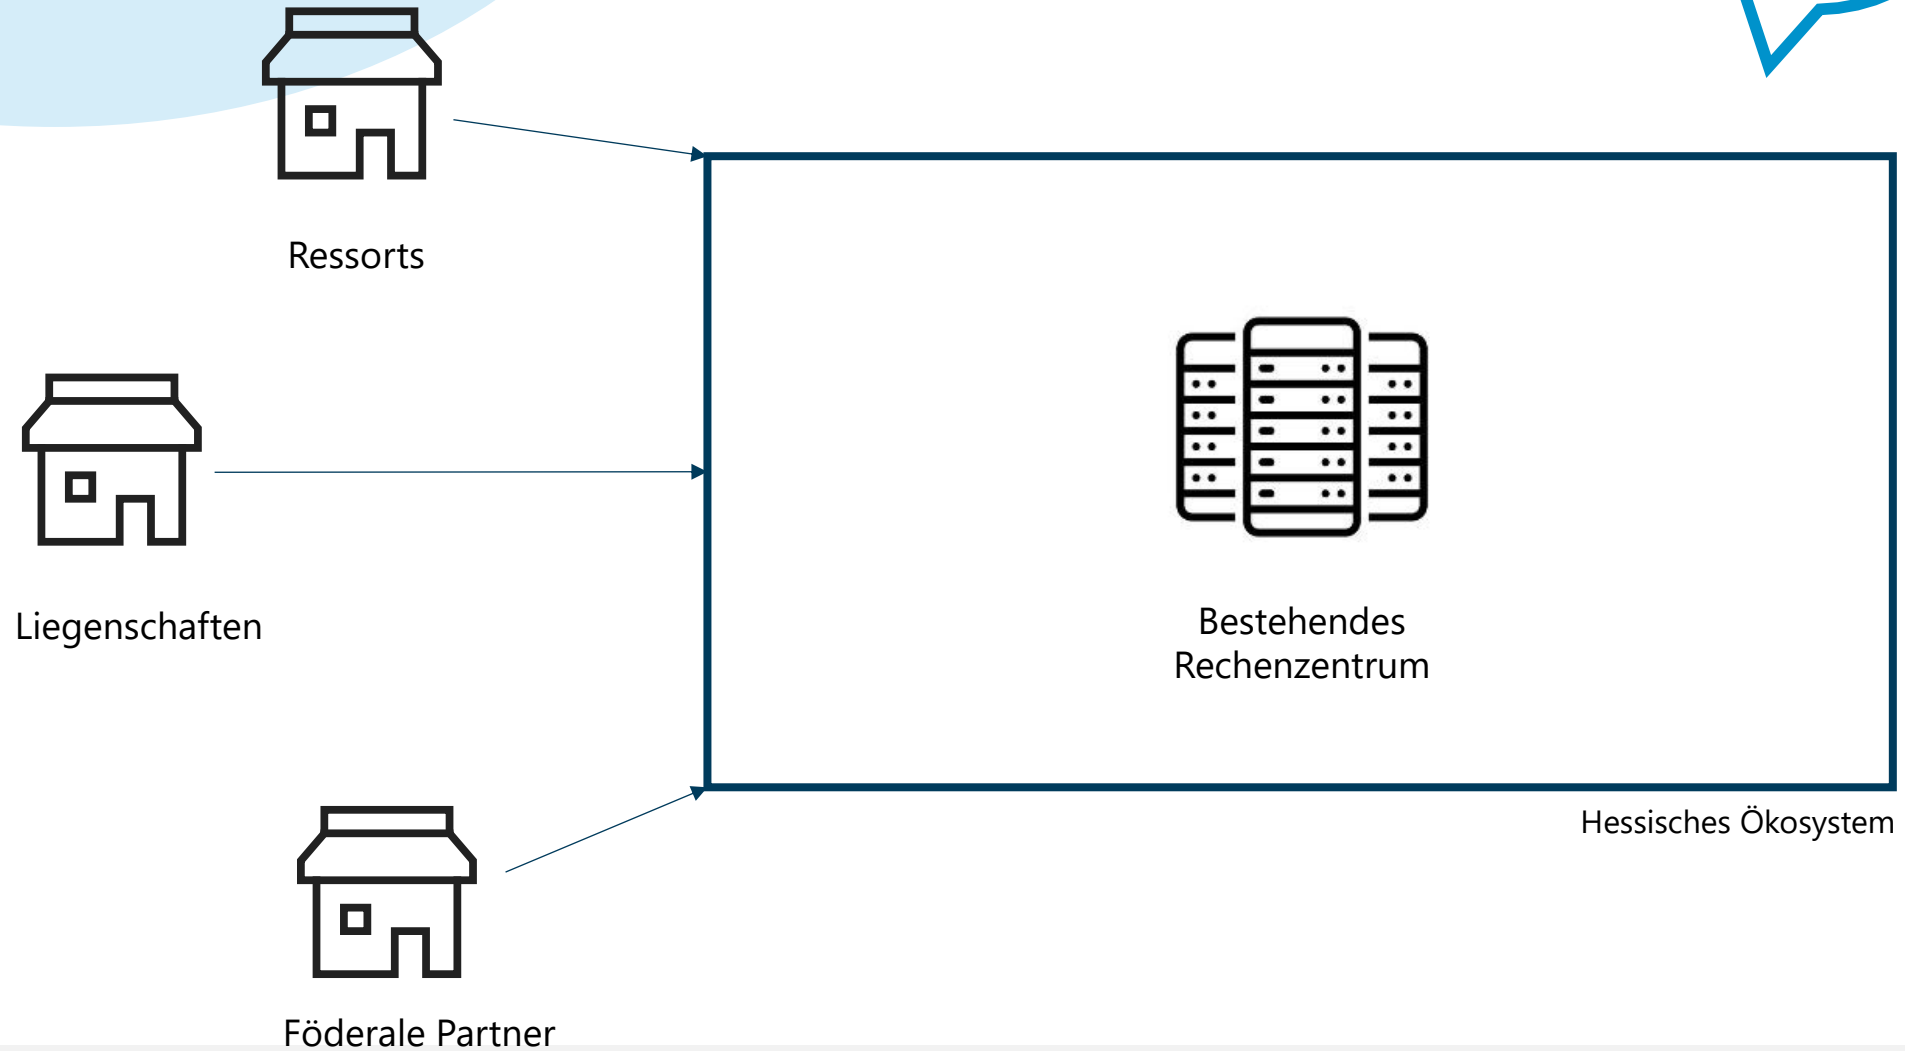 Ressorts
Liegenschaften
Bestehendes
Rechenzentrum
Hessisches Ökosystem
Föderale Partner